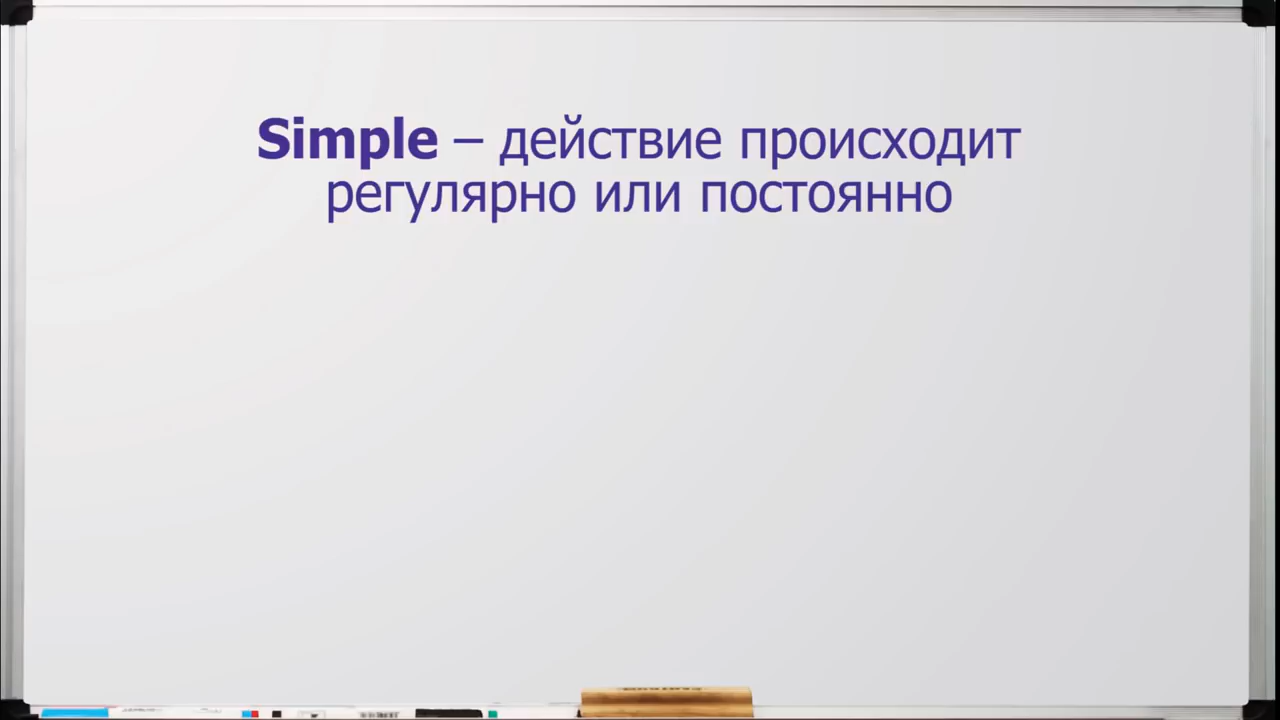 Simple – действие происходит
регулярно или постоянно